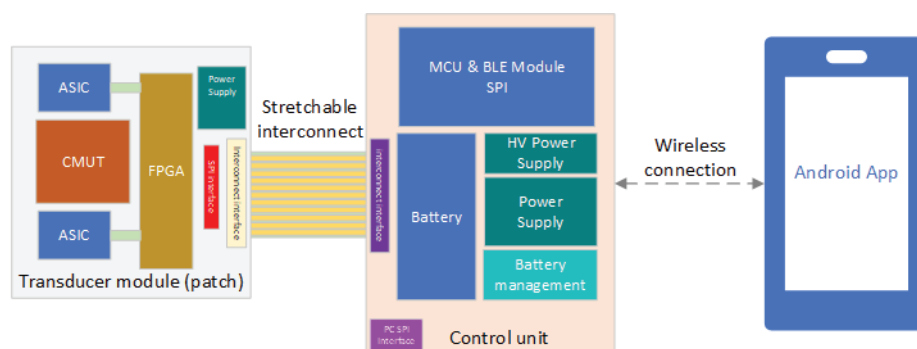 ASIC
CMUT
ASIC
FPGA
Power
Supply
SPI interface
Interconnect interface
Transducer module (patch)
Stretchable
interconnect
MCU & BLE Module
SPI
interconnect interface
Battery
HV Power
Supply
Power
Supply
Battery
management
PC SPI
Interface
Control unit
Wireless
connection
Android App